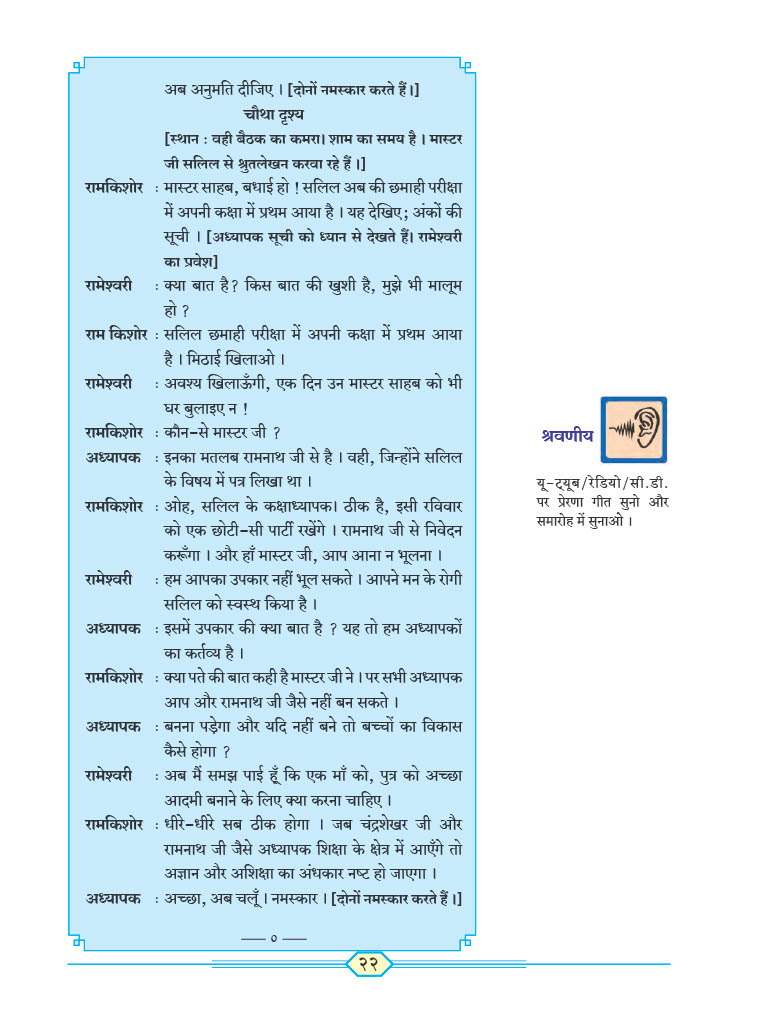 अब अनुमति दीजिए । [दोनों नमस्कार करते हैं।]
चौथा दृश्य
[स्थान : वही बैठक का कमरा। शाम का समय है । मास्टर
जी सलिल से श्रुतलेखन करवा रहे हैं ।]
रामकिशोर : मास्टर साहब, बधाई हो ! सलिल अब की छमाही परीक्षा
में अपनी कक्षा में प्रथम आया है । यह देखिए ; अंकों की
सूची । [अध्यापक सूची को ध्यान से देखते हैं। रामेश्वरी
का प्रवेश]
रामेश्वरी : क्या बात है? किस बात की खुशी है, मुझे भी मालूम
हो ?
राम किशोर : सलिल छमाही परीक्षा में अपनी कक्षा में प्रथम आया
है । मिठाई खिलाओ ।
रामेश्वरी : अवश्य खिलाऊँगी, एक दिन उन मास्टर साहब को भी
घर बुलाइए न !
रामकिशोर : कौन-से मास्टर जी ?
अध्यापक : इनका मतलब रामनाथ जी से है । वही, जिन्होंने सलिल
के विषय में पत्र लिखा था ।
रामकिशोर : ओह, सलिल के कक्षाध्यापक। ठीक है, इसी रविवार
को एक छोटी-सी पार्टी रखेंगे । रामनाथ जी से निवेदन
करूँगा । और हाँ मास्टर जी, आप आना न भूलना ।
रामेश्वरी : हम आपका उपकार नहीं भूल सकते । आपने मन के रोगी
सलिल को स्वस्थ किया है ।
अध्यापक : इसमें उपकार की क्या बात है ? यह तो हम अध्यापकों
का कर्तव्य है ।
रामकिशोर : क्या पते की बात कही है मास्टर जी ने । पर सभी अध्यापक
आप और रामनाथ जी जैसे नहीं बन सकते ।
अध्यापक : बनना पड़ेगा और यदि नहीं बने तो बच्चों का विकास
कैसे होगा ?
रामेश्वरी : अब मैं समझ पाई हूँ कि एक माँ को, पुत्र को अच्छा
आदमी बनाने के लिए क्या करना चाहिए ।
रामकिशोर : धीरे-धीरे सब ठीक होगा । जब चंद्रशेखर जी और
रामनाथ जी जैसे अध्यापक शिक्षा के क्षेत्र में आएँगे तो
अज्ञान और अशिक्षा का अंधकार नष्ट हो जाएगा ।
अध्यापक : अच्छा, अब चलूँ । नमस्कार । [दोनों नमस्कार करते हैं ।]
— ० —
श्रवणीय
यू-ट्यूब/रेडियो/सी.डी.
पर प्रेरणा गीत सुनो और
समारोह में सुनाओ ।
२२